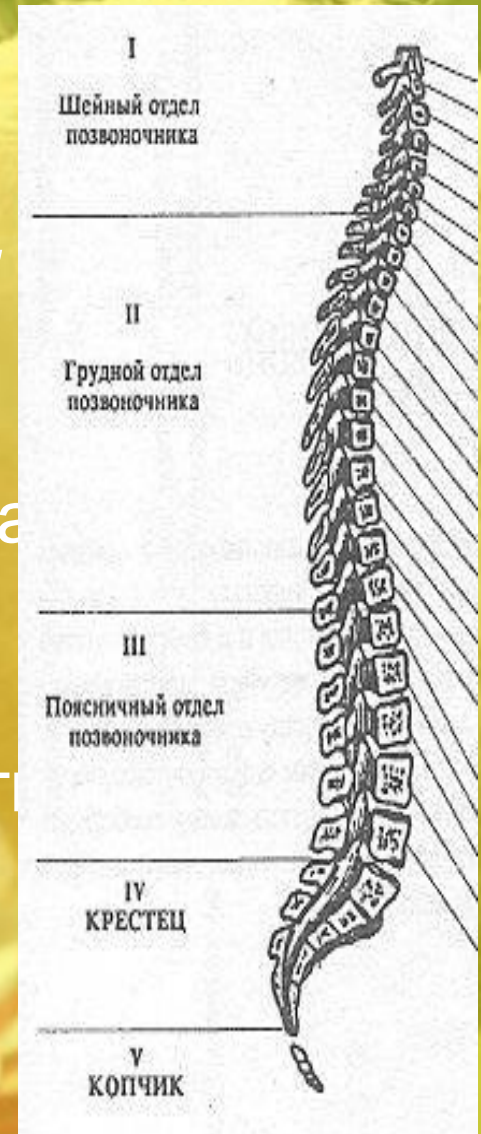 I
Шейный отдел
позвоночника
II
Грудной отдел
позвоночника
III
Поясничный отдел
позвоночника
IV
КРЕСТЕЦ
V
КОПЧИК